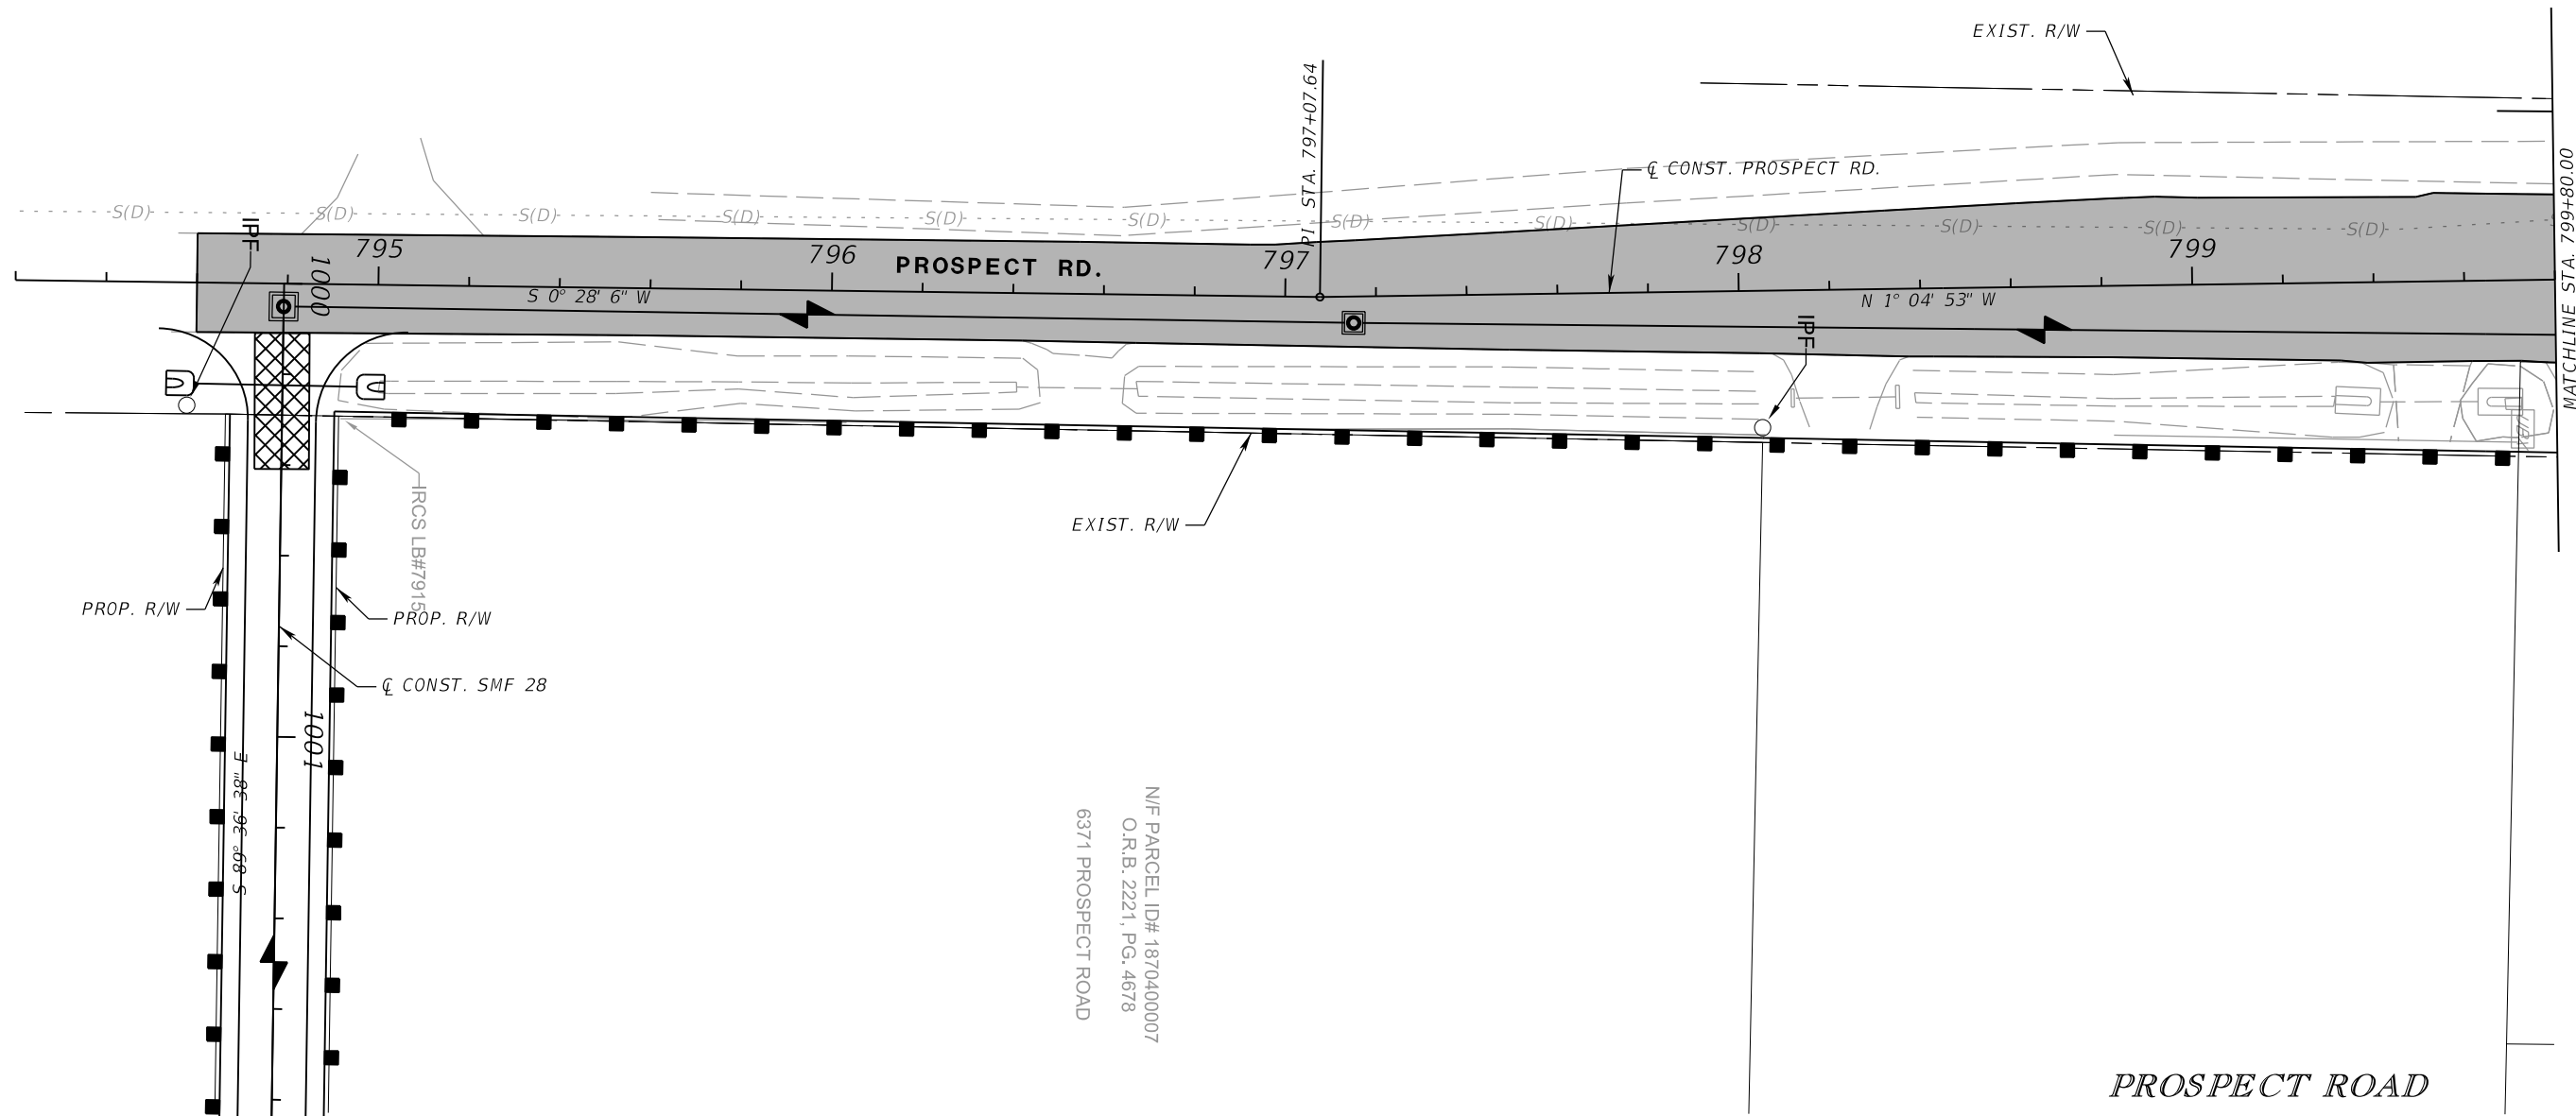 EXIST. R/W
PI STA. 797+07.64
℄ CONST. PROSPECT RD.
MATCHLINE STA. 799+80.00
S(D) S(D) S(D) S(D) S(D) S(D) S(D) S(D) S(D) S(D) S(D) S(D)
IPF
795 796 797 798 799
1000
PROSPECT RD.
S 0° 28' 6" W
N 1° 04' 53" W
IPF
IRCS LB#7915
EXIST. R/W
PROP. R/W
PROP. R/W
℄ CONST. SMF 28
1001
S 89° 36' 38" E
N/F PARCEL ID# 1870400007
O.R.B. 2221, PG. 4678
6371 PROSPECT ROAD
PROSPECT ROAD